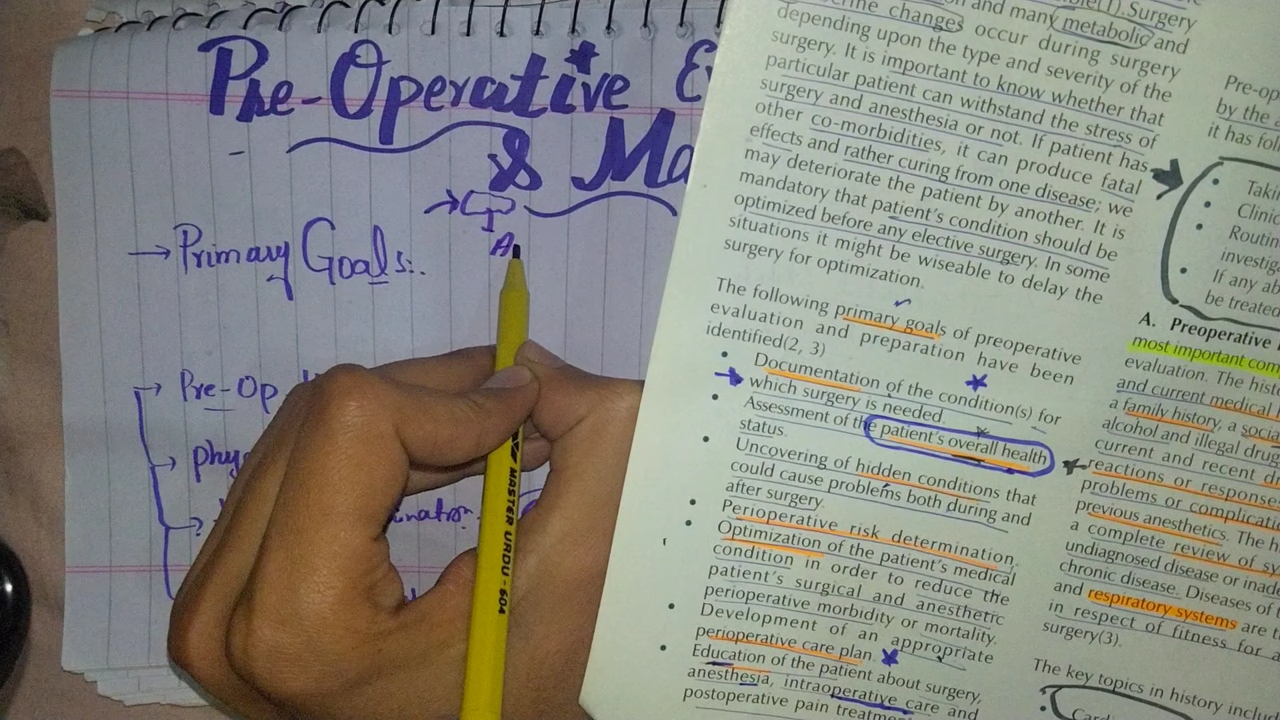 Pre-Operative
& Ma
→ Primary Goals:.
A
Pre-Op
phy
ination
MASTER URDU - 604
and many metabolic and
changes occur during surgery
depending upon the type and severity of the
surgery. It is important to know whether that
particular patient can withstand the stress of
surgery and anesthesia or not. If patient has
other co-morbidities, it can produce fatal
effects and rather curing from one disease; we
may deteriorate the patient by another. It is
mandatory that patient's condition should be
optimized before any elective surgery. In some
situations it might be wiseable to delay the
surgery for optimization.
The following primary goals of preoperative
evaluation and preparation have been
identified(2, 3)
• Documentation of the condition(s) for
which surgery is needed.
• Assessment of the patient's overall health
status.
• Uncovering of hidden conditions that
could cause problems both during and
after surgery.
• Perioperative risk determination.
• Optimization of the patient's medical
condition in order to reduce the
patient's surgical and anesthetic
perioperative morbidity or mortality.
• Development of an appropriate
perioperative care plan.
• Education of the patient about surgery,
anesthesia, intraoperative care and
postoperative pain
Pre-op
by the
it has
• Taki
• Clinic
• Routin
investig
• If any ab
be treated
A. Preoperative
most important com
evaluation. The hist
and current medical
a family history, a socia
alcohol and illegal drug
current and recent
reactions or response
problems or complicati
previous anesthetics. The h
a complete review of sy
undiagnosed disease or inad
chronic disease. Diseases of
and respiratory systems are
in respect of fitness for a
surgery(3).
The key topics in history inclu
Card